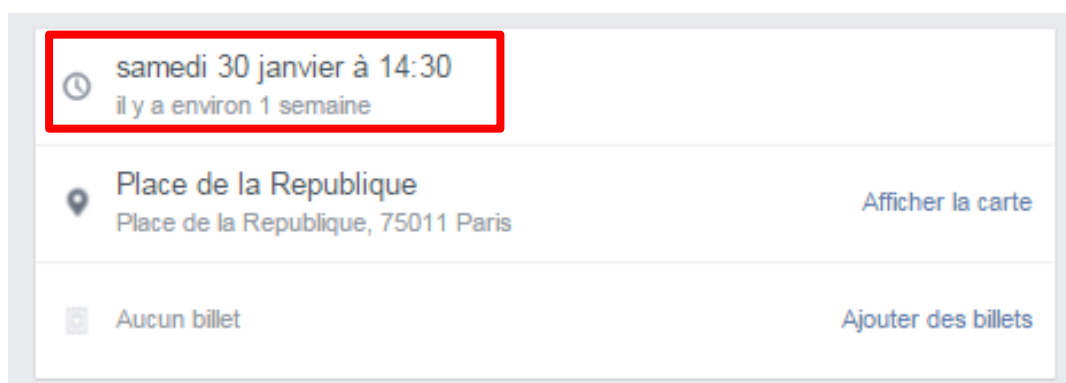 samedi 30 janvier à 14:30
il y a environ 1 semaine
Place de la Republique
Place de la Republique, 75011 Paris
Afficher la carte
Aucun billet
Ajouter des billets